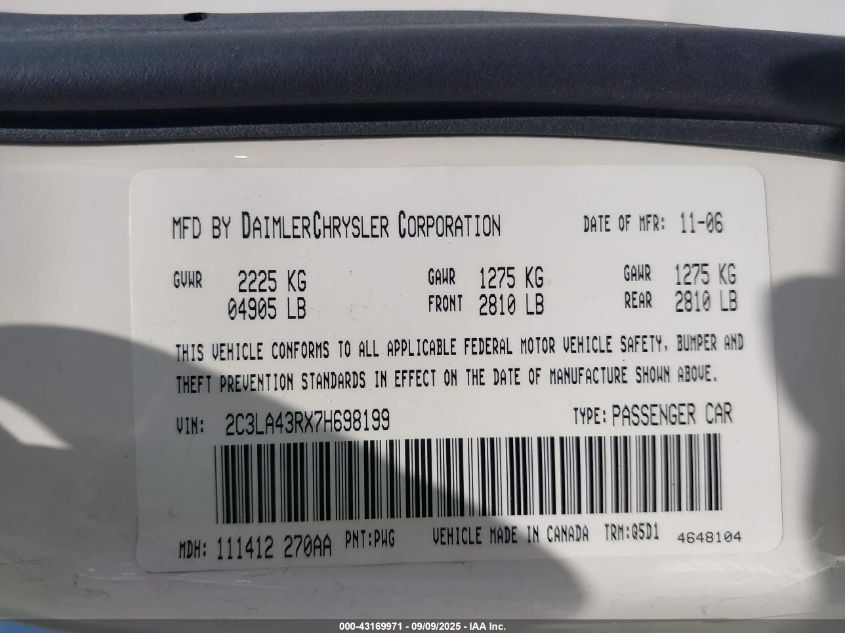 MFD BY DAIMLERCHRYSLER CORPORATION DATE OF MFR: 11-06
GVWR 2225 KG GAWR 1275 KG GAWR 1275 KG
04905 LB FRONT 2810 LB REAR 2810 LB
THIS VEHICLE CONFORMS TO ALL APPLICABLE FEDERAL MOTOR VEHICLE SAFETY, BUMPER AND
THEFT PREVENTION STANDARDS IN EFFECT ON THE DATE OF MANUFACTURE SHOWN ABOVE.
VIN: 2C3LA43RX7H698199 TYPE: PASSENGER CAR
MDH: 111412 270AA PNT:PWG VEHICLE MADE IN CANADA TRM:Q5D1 4648104
000-43169971 - 09/09/2025 - IAA Inc.